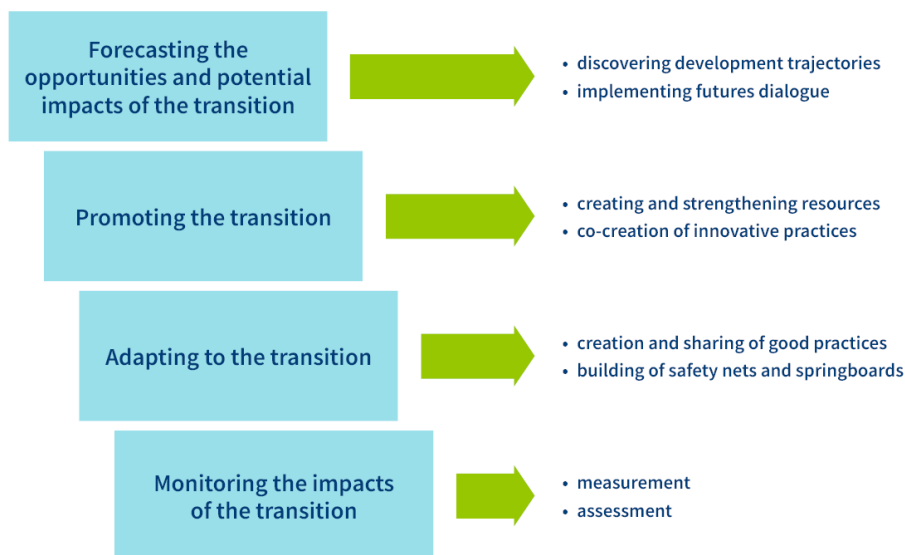 Forecasting the
opportunities and potential
impacts of the transition
• discovering development trajectories
• implementing futures dialogue
Promoting the transition
• creating and strengthening resources
• co-creation of innovative practices
Adapting to the transition
• creation and sharing of good practices
• building of safety nets and springboards
Monitoring the impacts
of the transition
• measurement
• assessment